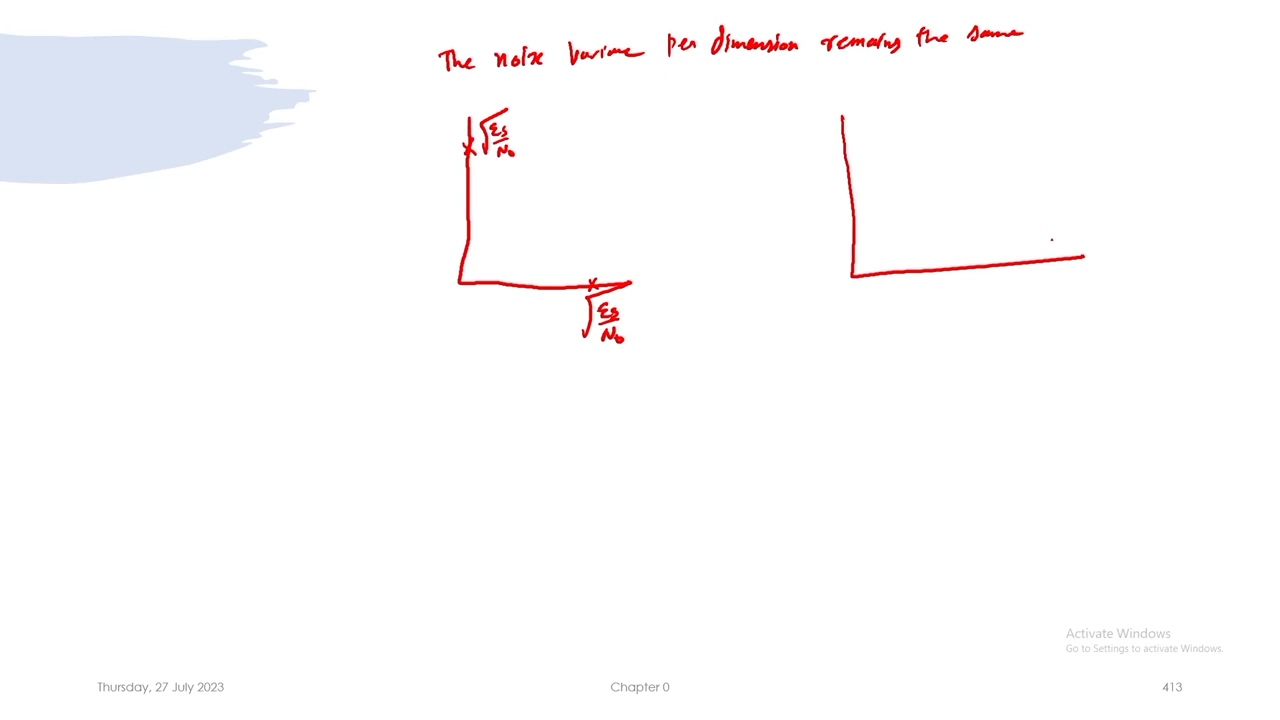 The noise variance per dimension remains the same
√(Es/N0)
√(Es/N0)
Activate Windows
Go to Settings to activate Windows.
Thursday, 27 July 2023
Chapter 0
413